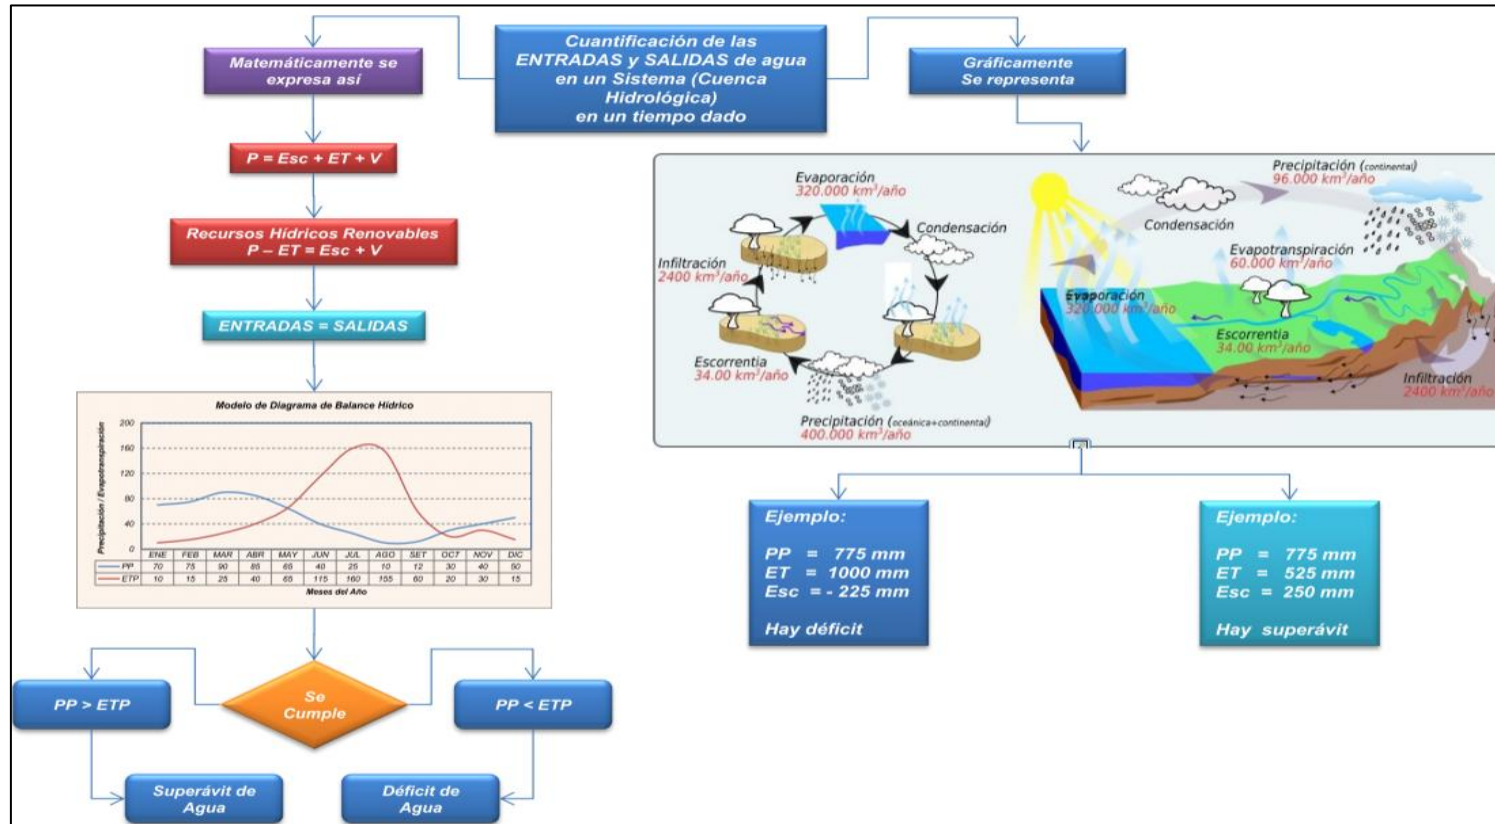 Cuantificación de las
ENTRADAS y SALIDAS de agua
en un Sistema (Cuenca
Hidrológica)
en un tiempo dado
Matemáticamente se
expresa así
P = Esc + ET + V
Recursos Hídricos Renovables
P – ET = Esc + V
ENTRADAS = SALIDAS
Modelo de Diagrama de Balance Hídrico
Precipitación / Evapotranspiración
200
160
120
80
40
0
ENE FEB MAR ABR MAY JUN JUL AGO SET OCT NOV DIC
PP 70 75 90 85 65 40 25 10 12 30 40 50
ETP 10 15 25 40 65 115 160 155 60 20 30 15
Meses del Año
Se
Cumple
PP > ETP
PP < ETP
Superávit de
Agua
Déficit de
Agua
Gráficamente
Se representa
Evaporación
320.000 km³/año
Condensación
Infiltración
2400 km³/año
Escorrentia
34.00 km³/año
Precipitación (oceánica+continental)
400.000 km³/año
Precipitación (continental)
96.000 km³/año
Condensación
Evapotranspiración
60.000 km³/año
Evaporación
320.000 km³/año
Escorrentia
34.00 km³/año
Infiltración
2400 km³/año
Ejemplo:
PP = 775 mm
ET = 1000 mm
Esc = - 225 mm
Hay déficit
Ejemplo:
PP = 775 mm
ET = 525 mm
Esc = 250 mm
Hay superávit